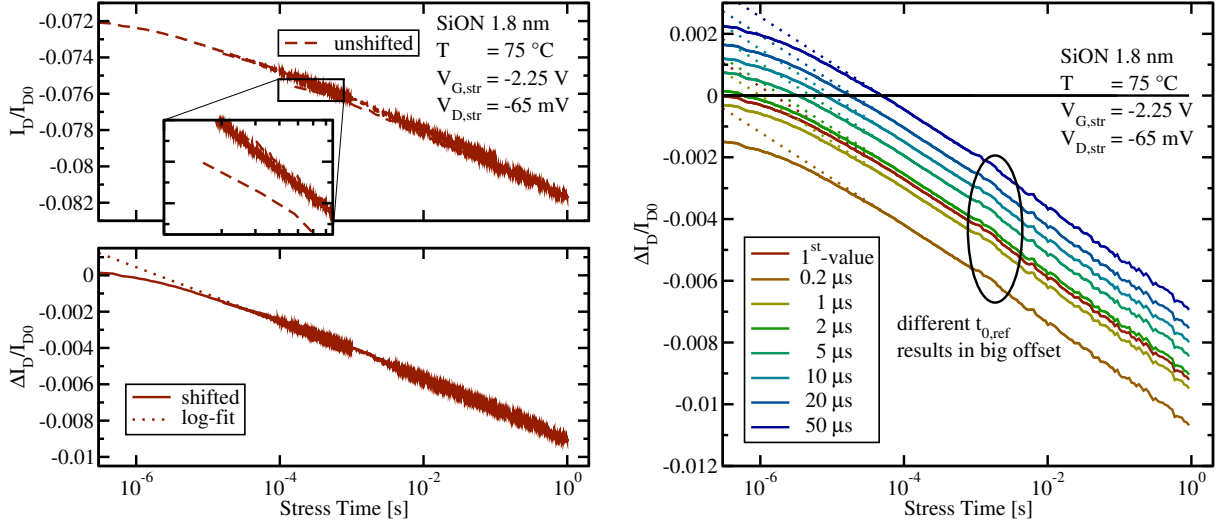 -0.072
-0.074
-0.076
-0.078
-0.08
-0.082
I_D/I_D0
unshifted
SiON 1.8 nm
T = 75 °C
V_G,str = -2.25 V
V_D,str = -65 mV
0
-0.002
-0.004
-0.006
-0.008
-0.01
ΔI_D/I_D0
shifted
log-fit
10^-6 10^-4 10^-2 10^0
Stress Time [s]
0.002
0
-0.002
-0.004
-0.006
-0.008
-0.01
-0.012
ΔI_D/I_D0
SiON 1.8 nm
T = 75 °C
V_G,str = -2.25 V
V_D,str = -65 mV
1^st-value
0.2 μs
1 μs
2 μs
5 μs
10 μs
20 μs
50 μs
different t_0,ref
results in big offset
10^-6 10^-4 10^-2 10^0
Stress Time [s]